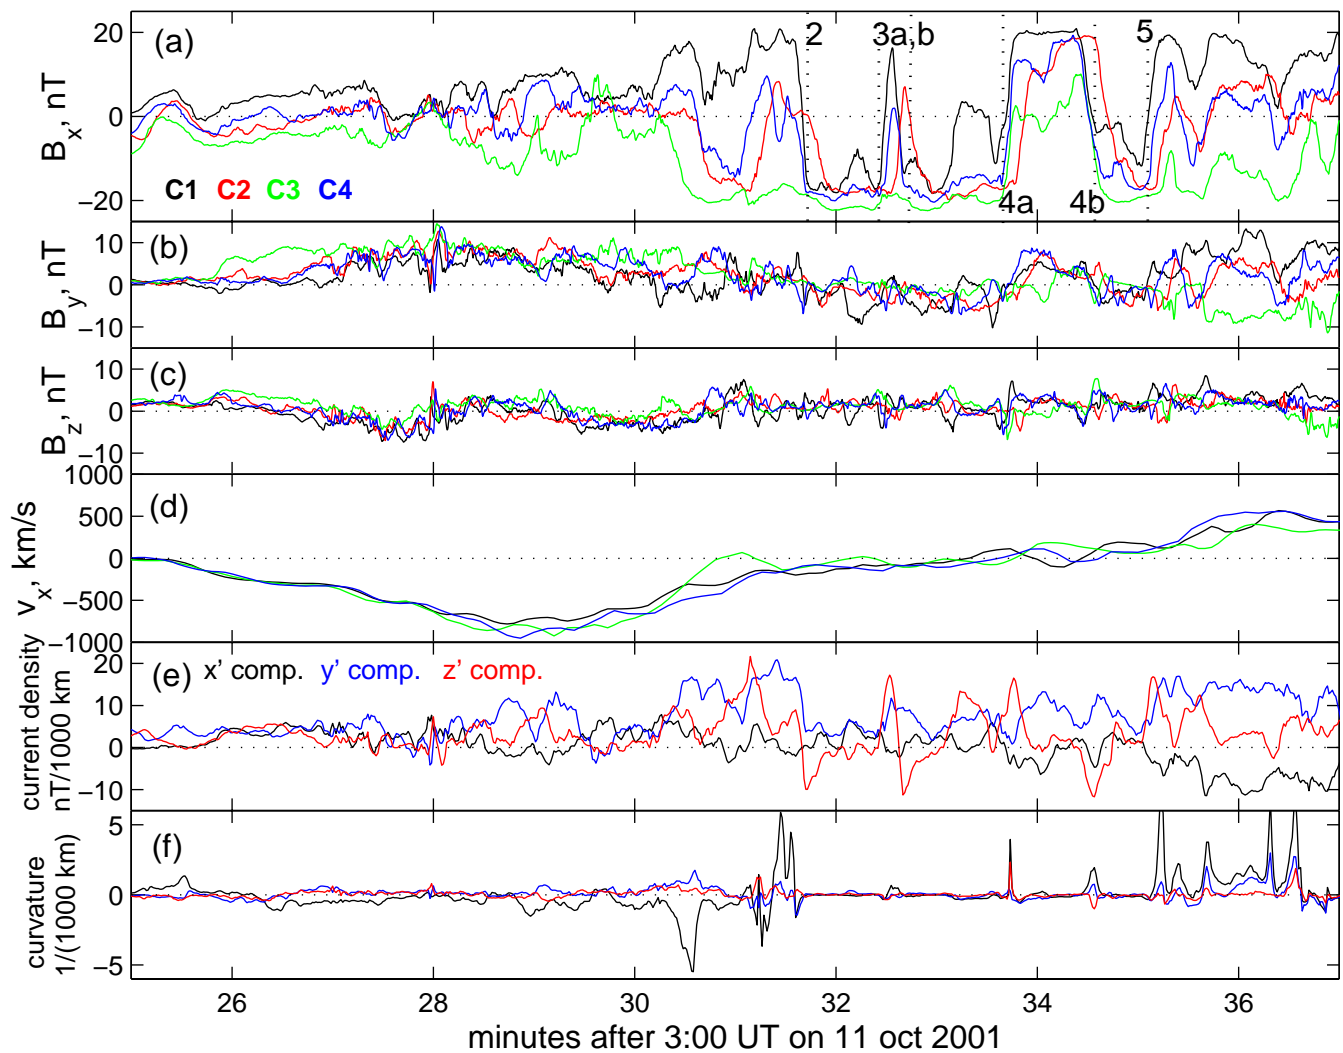 (a)
20
0
−20
B_x, nT
2
3a,b
4a
4b
5
C1 C2 C3 C4
(b)
10
0
−10
B_y, nT
(c)
10
0
−10
B_z, nT
(d)
1000
500
0
−500
−1000
v_x, km/s
(e) x' comp. y' comp. z' comp.
20
10
0
−10
current density
nT/1000 km
(f)
5
0
−5
curvature
1/(1000 km)
26 28 30 32 34 36
minutes after 3:00 UT on 11 oct 2001